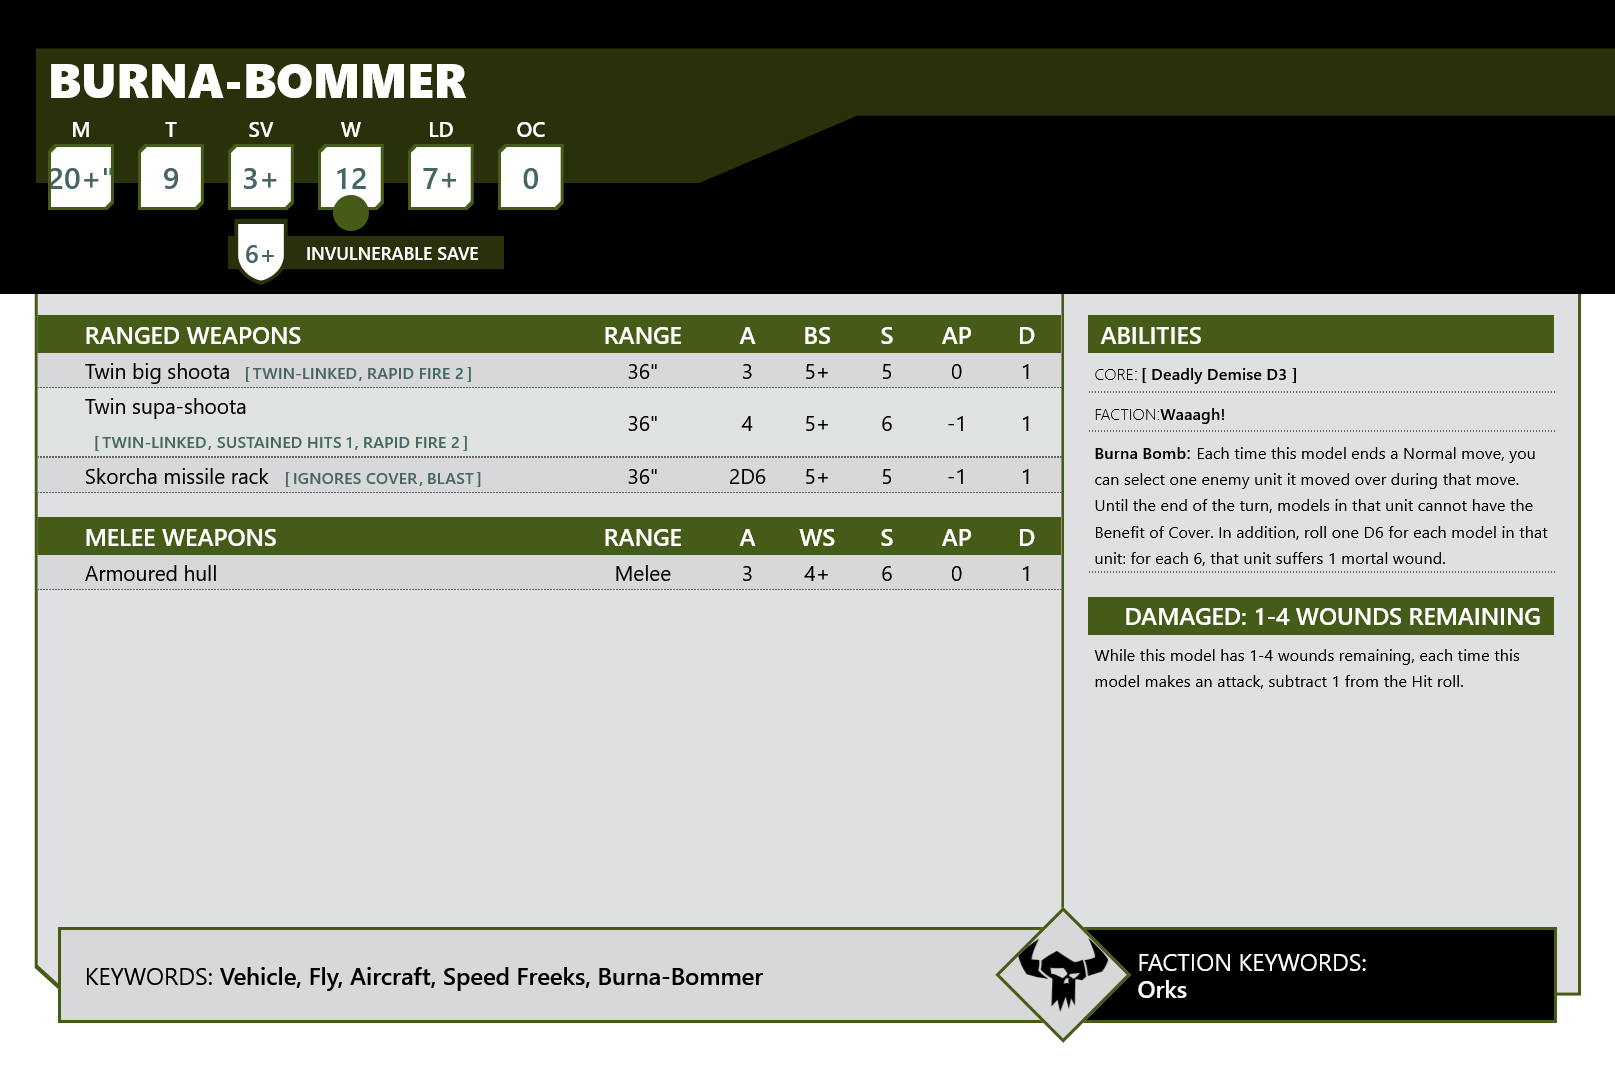 BURNA-BOMMER
M T SV W LD OC
20+" 9 3+ 12 7+ 0
6+ INVULNERABLE SAVE
RANGED WEAPONS RANGE A BS S AP D
Twin big shoota [TWIN-LINKED, RAPID FIRE 2] 36" 3 5+ 5 0 1
Twin supa-shoota
[TWIN-LINKED, SUSTAINED HITS 1, RAPID FIRE 2] 36" 4 5+ 6 -1 1
Skorcha missile rack [IGNORES COVER, BLAST] 36" 2D6 5+ 5 -1 1
MELEE WEAPONS RANGE A WS S AP D
Armoured hull Melee 3 4+ 6 0 1
ABILITIES
CORE: [ Deadly Demise D3 ]
FACTION:Waaagh!
Burna Bomb: Each time this model ends a Normal move, you
can select one enemy unit it moved over during that move.
Until the end of the turn, models in that unit cannot have the
Benefit of Cover. In addition, roll one D6 for each model in that
unit: for each 6, that unit suffers 1 mortal wound.
DAMAGED: 1-4 WOUNDS REMAINING
While this model has 1-4 wounds remaining, each time this
model makes an attack, subtract 1 from the Hit roll.
KEYWORDS: Vehicle, Fly, Aircraft, Speed Freeks, Burna-Bommer
FACTION KEYWORDS:
Orks